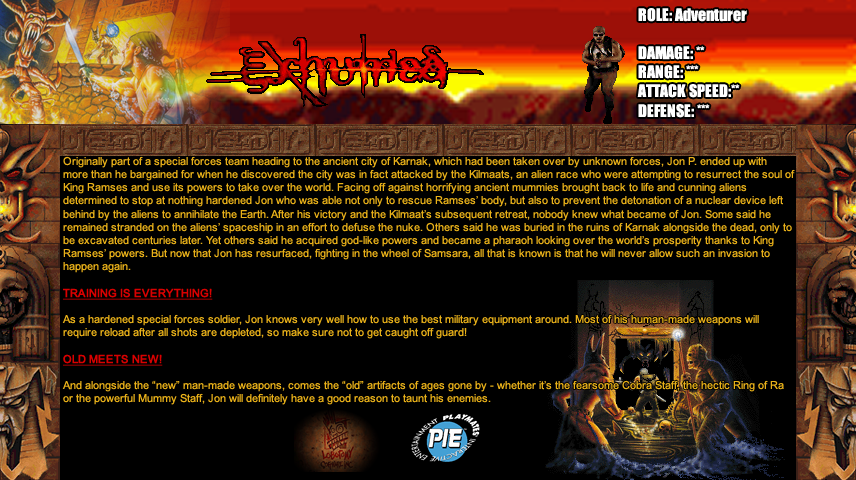 Exhumed
ROLE: Adventurer
DAMAGE: **
RANGE: ***
ATTACK SPEED:**
DEFENSE: ***
Originally part of a special forces team heading to the ancient city of Karnak, which had been taken over by unknown forces, Jon P. ended up with
more than he bargained for when he discovered the city was in fact attacked by the Kilmaats, an alien race who were attempting to resurrect the soul of
King Ramses and use its powers to take over the world. Facing off against horrifying ancient mummies brought back to life and cunning aliens
determined to stop at nothing hardened Jon who was able not only to rescue Ramses' body, but also to prevent the detonation of a nuclear device left
behind by the aliens to annihilate the Earth. After his victory and the Kilmaat's subsequent retreat, nobody knew what became of Jon. Some said he
remained stranded on the aliens' spaceship in an effort to defuse the nuke. Others said he was buried in the ruins of Karnak alongside the dead, only to
be excavated centuries later. Yet others said he acquired god-like powers and became a pharaoh looking over the world's prosperity thanks to King
Ramses' powers. But now that Jon has resurfaced, fighting in the wheel of Samsara, all that is known is that he will never allow such an invasion to
happen again.
TRAINING IS EVERYTHING!
As a hardened special forces soldier, Jon knows very well how to use the best military equipment around. Most of his human-made weapons will
require reload after all shots are depleted, so make sure not to get caught off guard!
OLD MEETS NEW!
And alongside the "new" man-made weapons, comes the "old" artifacts of ages gone by - whether it's the fearsome Cobra Staff, the hectic Ring of Ra
or the powerful Mummy Staff, Jon will definitely have a good reason to taunt his enemies.
LOBOTOMY
PLAYMATES INTERACTIVE ENTERTAINMENT
PIE